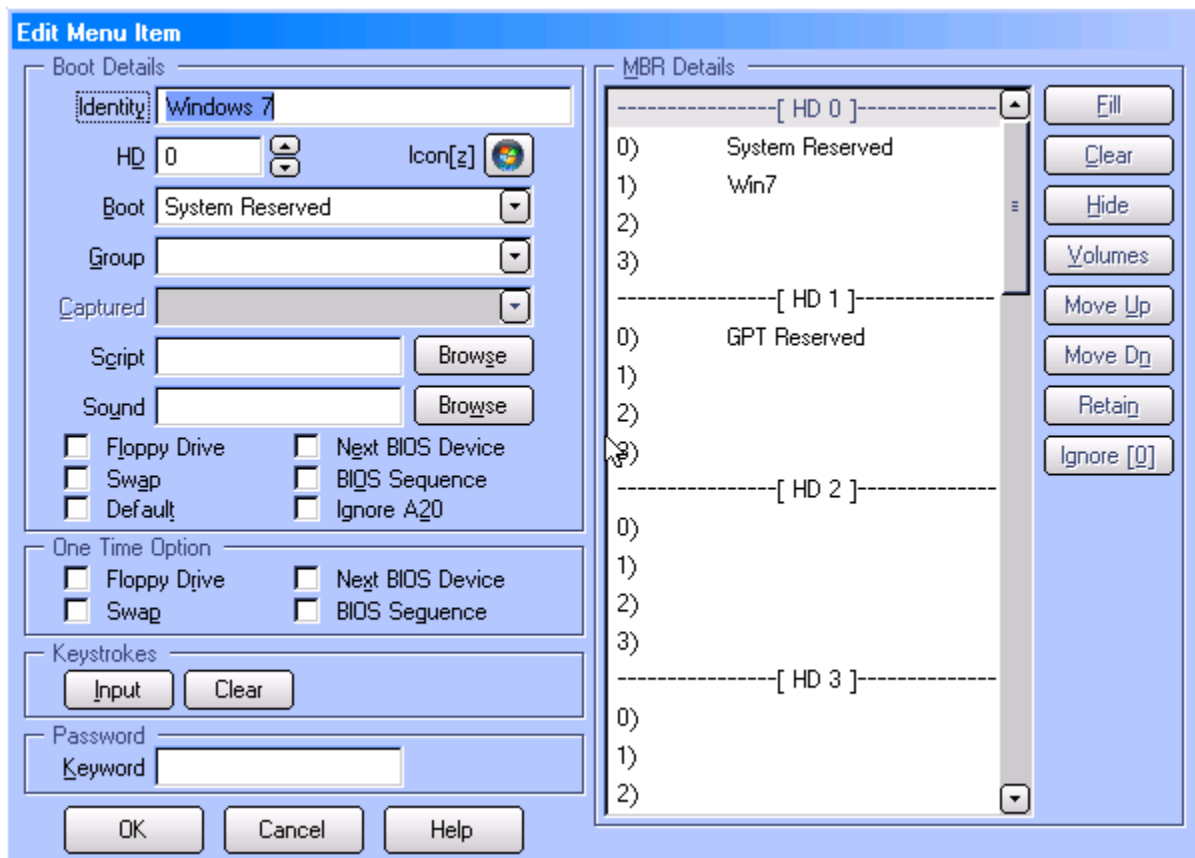 Edit Menu Item
Boot Details
Identity Windows 7
HD 0 Icon[z]
Boot System Reserved
Group
Captured
Script Browse
Sound Browse
Floppy Drive Next BIOS Device
Swap BIOS Sequence
Default Ignore A20
One Time Option
Floppy Drive Next BIOS Device
Swap BIOS Sequence
Keystrokes
Input Clear
Password
Keyword
OK Cancel Help
MBR Details
----------------[ HD 0 ]--------------
0) System Reserved
1) Win7
2)
3)
----------------[ HD 1 ]--------------
0) GPT Reserved
1)
2)
3)
----------------[ HD 2 ]--------------
0)
1)
2)
3)
----------------[ HD 3 ]--------------
0)
1)
2)
Fill
Clear
Hide
Volumes
Move Up
Move Dn
Retain
Ignore [0]